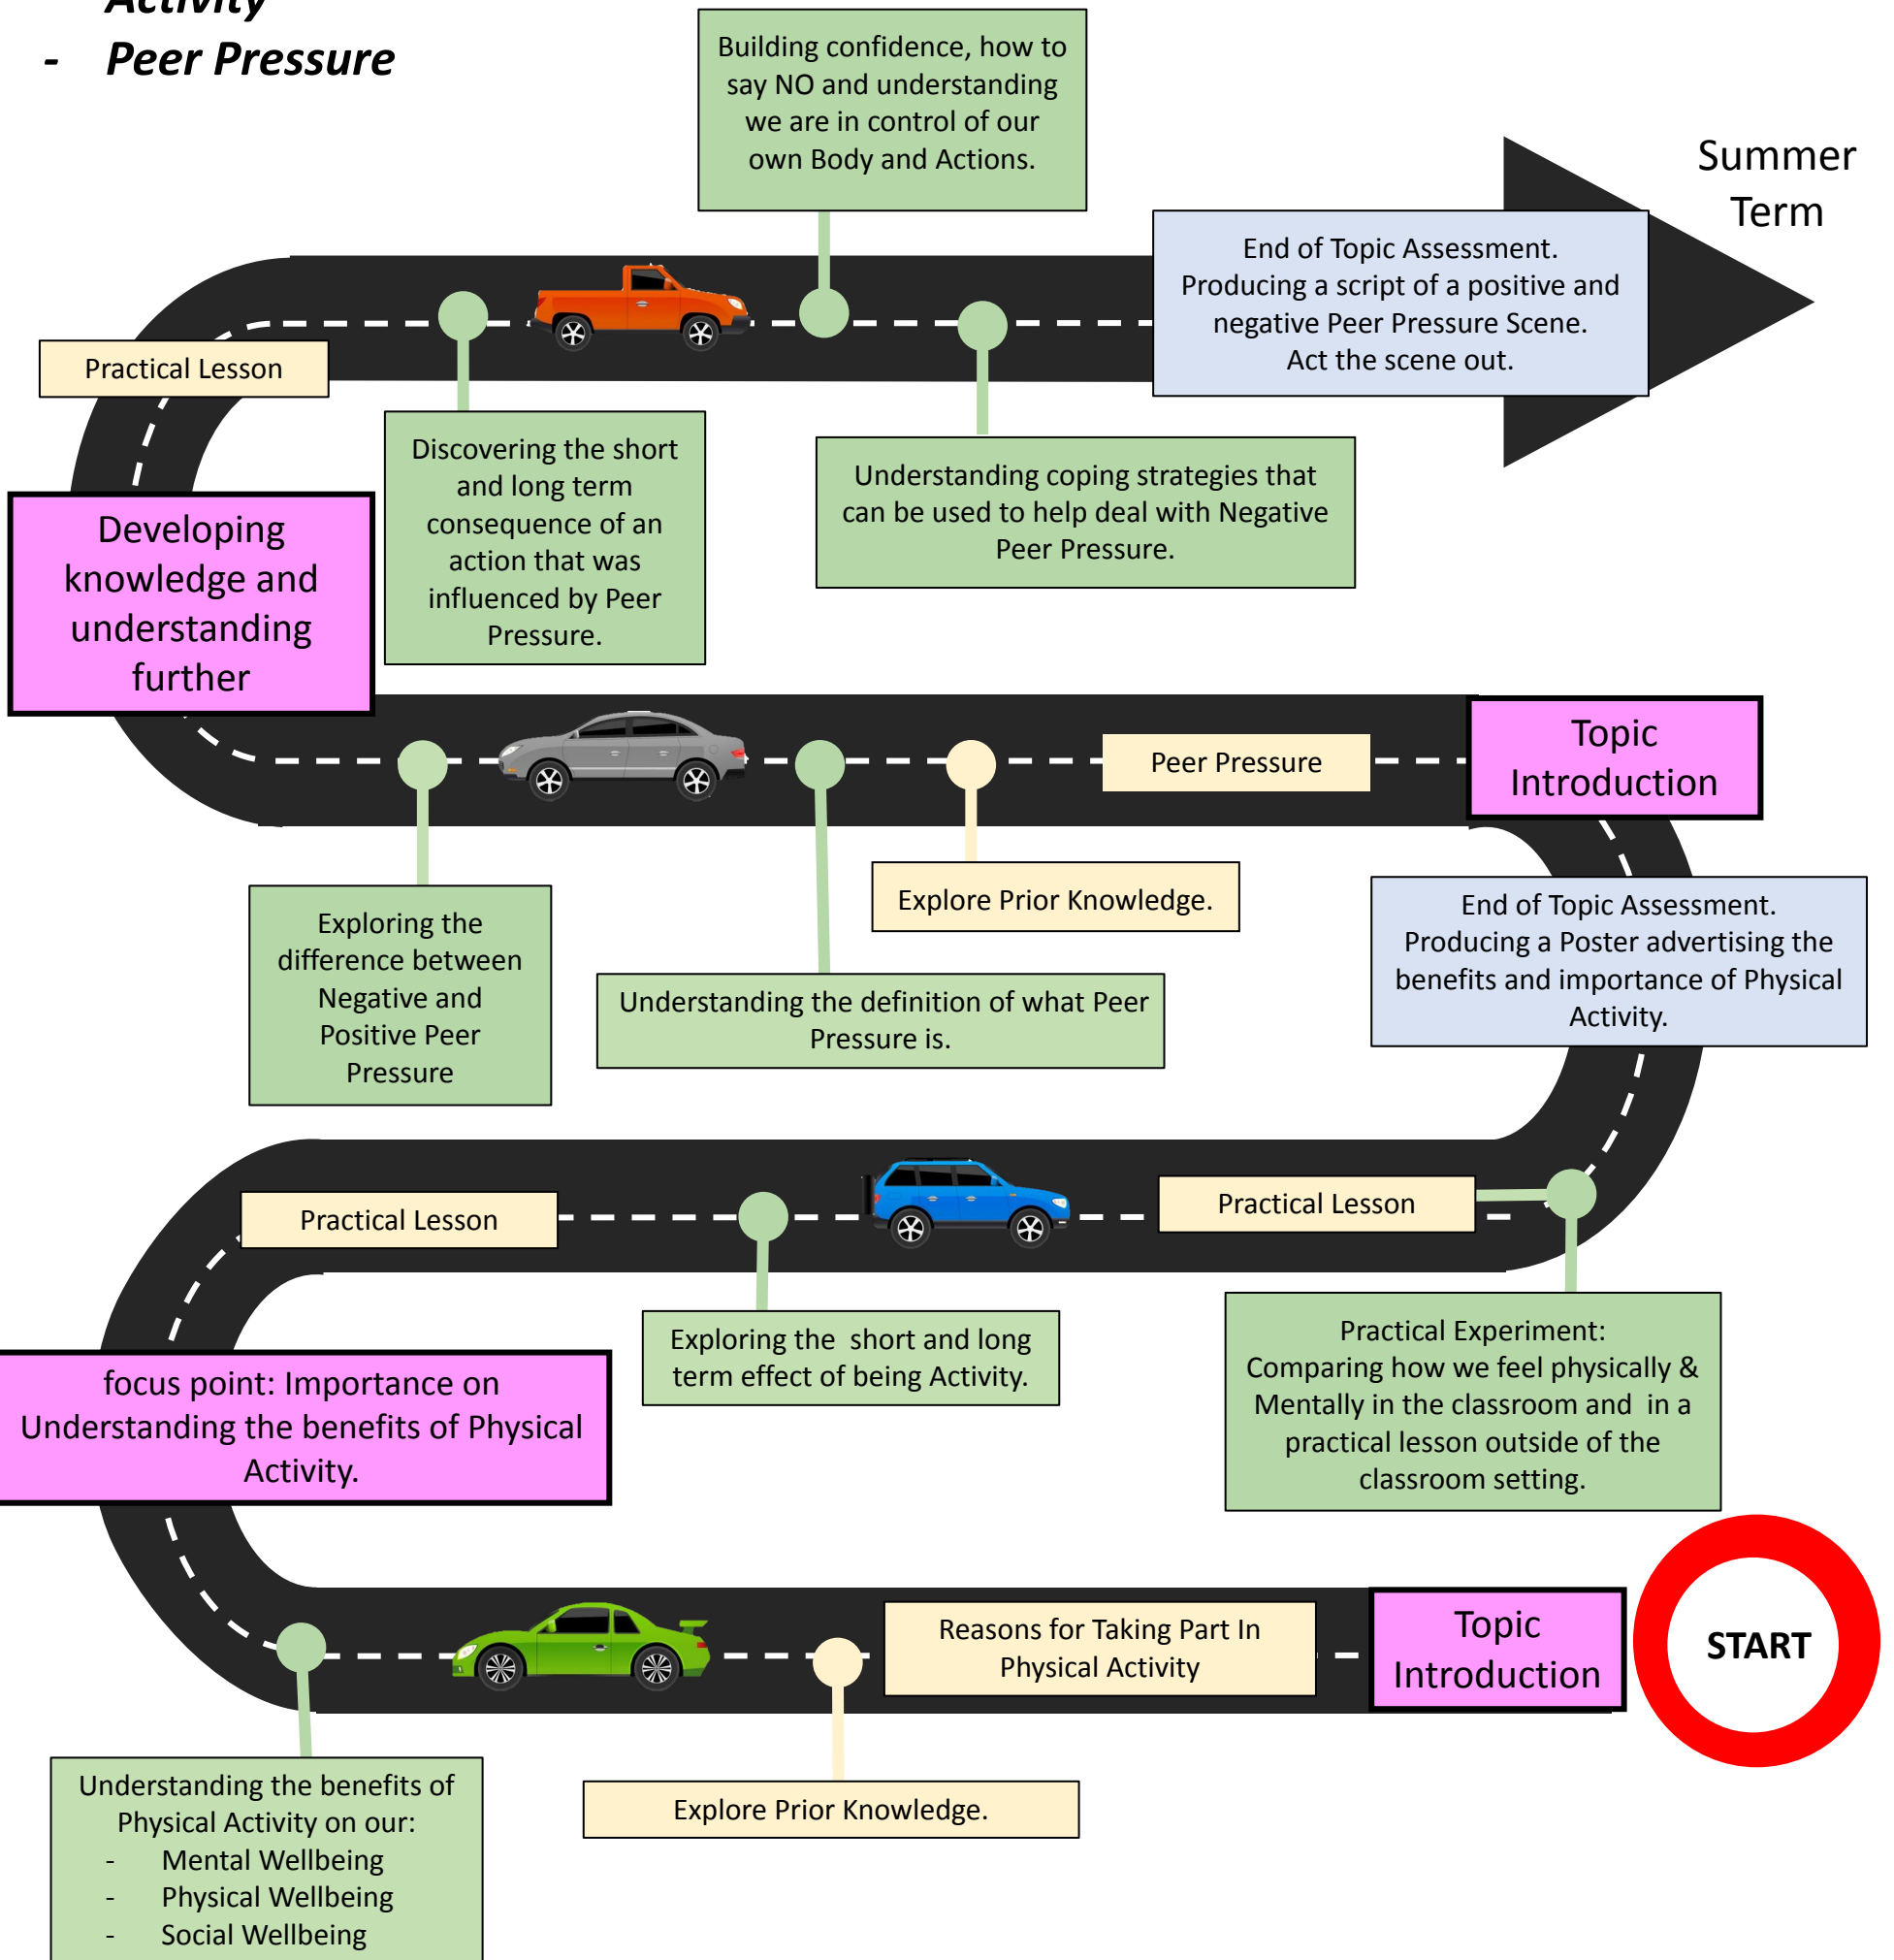 Activity
- Peer Pressure
Building confidence, how to
say NO and understanding
we are in control of our
own Body and Actions.
Summer
Term
End of Topic Assessment.
Producing a script of a positive and
negative Peer Pressure Scene.
Act the scene out.
Practical Lesson
Discovering the short
and long term
consequence of an
action that was
influenced by Peer
Pressure.
Understanding coping strategies that
can be used to help deal with Negative
Peer Pressure.
Developing
knowledge and
understanding
further
Peer Pressure
Topic
Introduction
Explore Prior Knowledge.
Exploring the
difference between
Negative and
Positive Peer
Pressure
Understanding the definition of what Peer
Pressure is.
End of Topic Assessment.
Producing a Poster advertising the
benefits and importance of Physical
Activity.
Practical Lesson
Practical Lesson
Exploring the  short and long
term effect of being Activity.
Practical Experiment:
Comparing how we feel physically &
Mentally in the classroom and  in a
practical lesson outside of the
classroom setting.
focus point: Importance on
Understanding the benefits of Physical
Activity.
Reasons for Taking Part In
Physical Activity
Topic
Introduction
START
Understanding the benefits of
Physical Activity on our:
- Mental Wellbeing
- Physical Wellbeing
- Social Wellbeing
Explore Prior Knowledge.